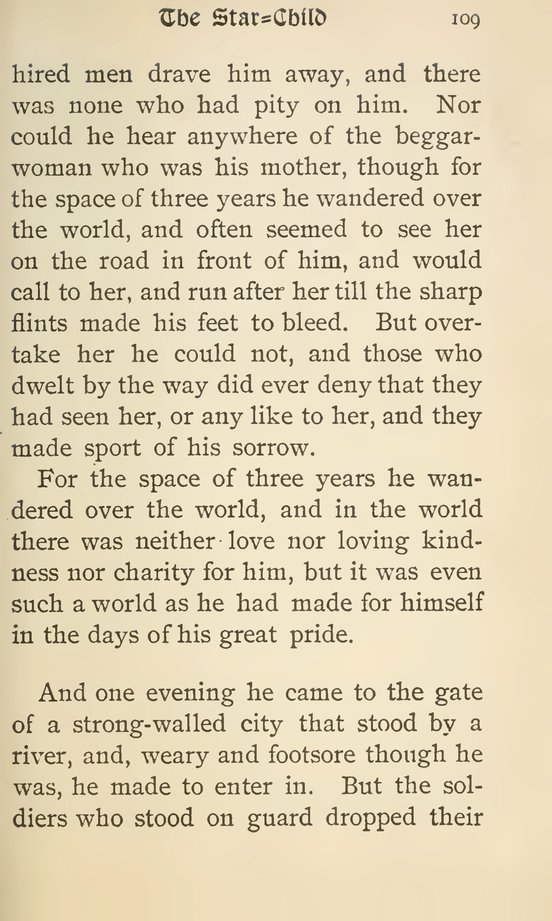 The Star=Child 109
hired men drave him away, and there
was none who had pity on him. Nor
could he hear anywhere of the beggar-
woman who was his mother, though for
the space of three years he wandered over
the world, and often seemed to see her
on the road in front of him, and would
call to her, and run after her till the sharp
flints made his feet to bleed. But over-
take her he could not, and those who
dwelt by the way did ever deny that they
had seen her, or any like to her, and they
made sport of his sorrow.
For the space of three years he wan-
dered over the world, and in the world
there was neither love nor loving kind-
ness nor charity for him, but it was even
such a world as he had made for himself
in the days of his great pride.
And one evening he came to the gate
of a strong-walled city that stood by a
river, and, weary and footsore though he
was, he made to enter in. But the sol-
diers who stood on guard dropped their